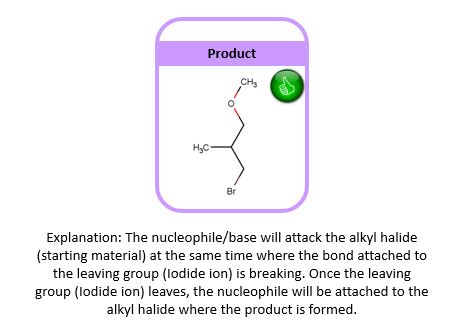 Product
CH3
O
H3C
Br
Explanation: The nucleophile/base will attack the alkyl halide
(starting material) at the same time where the bond attached to
the leaving group (Iodide ion) is breaking. Once the leaving
group (Iodide ion) leaves, the nucleophile will be attached to the
alkyl halide where the product is formed.